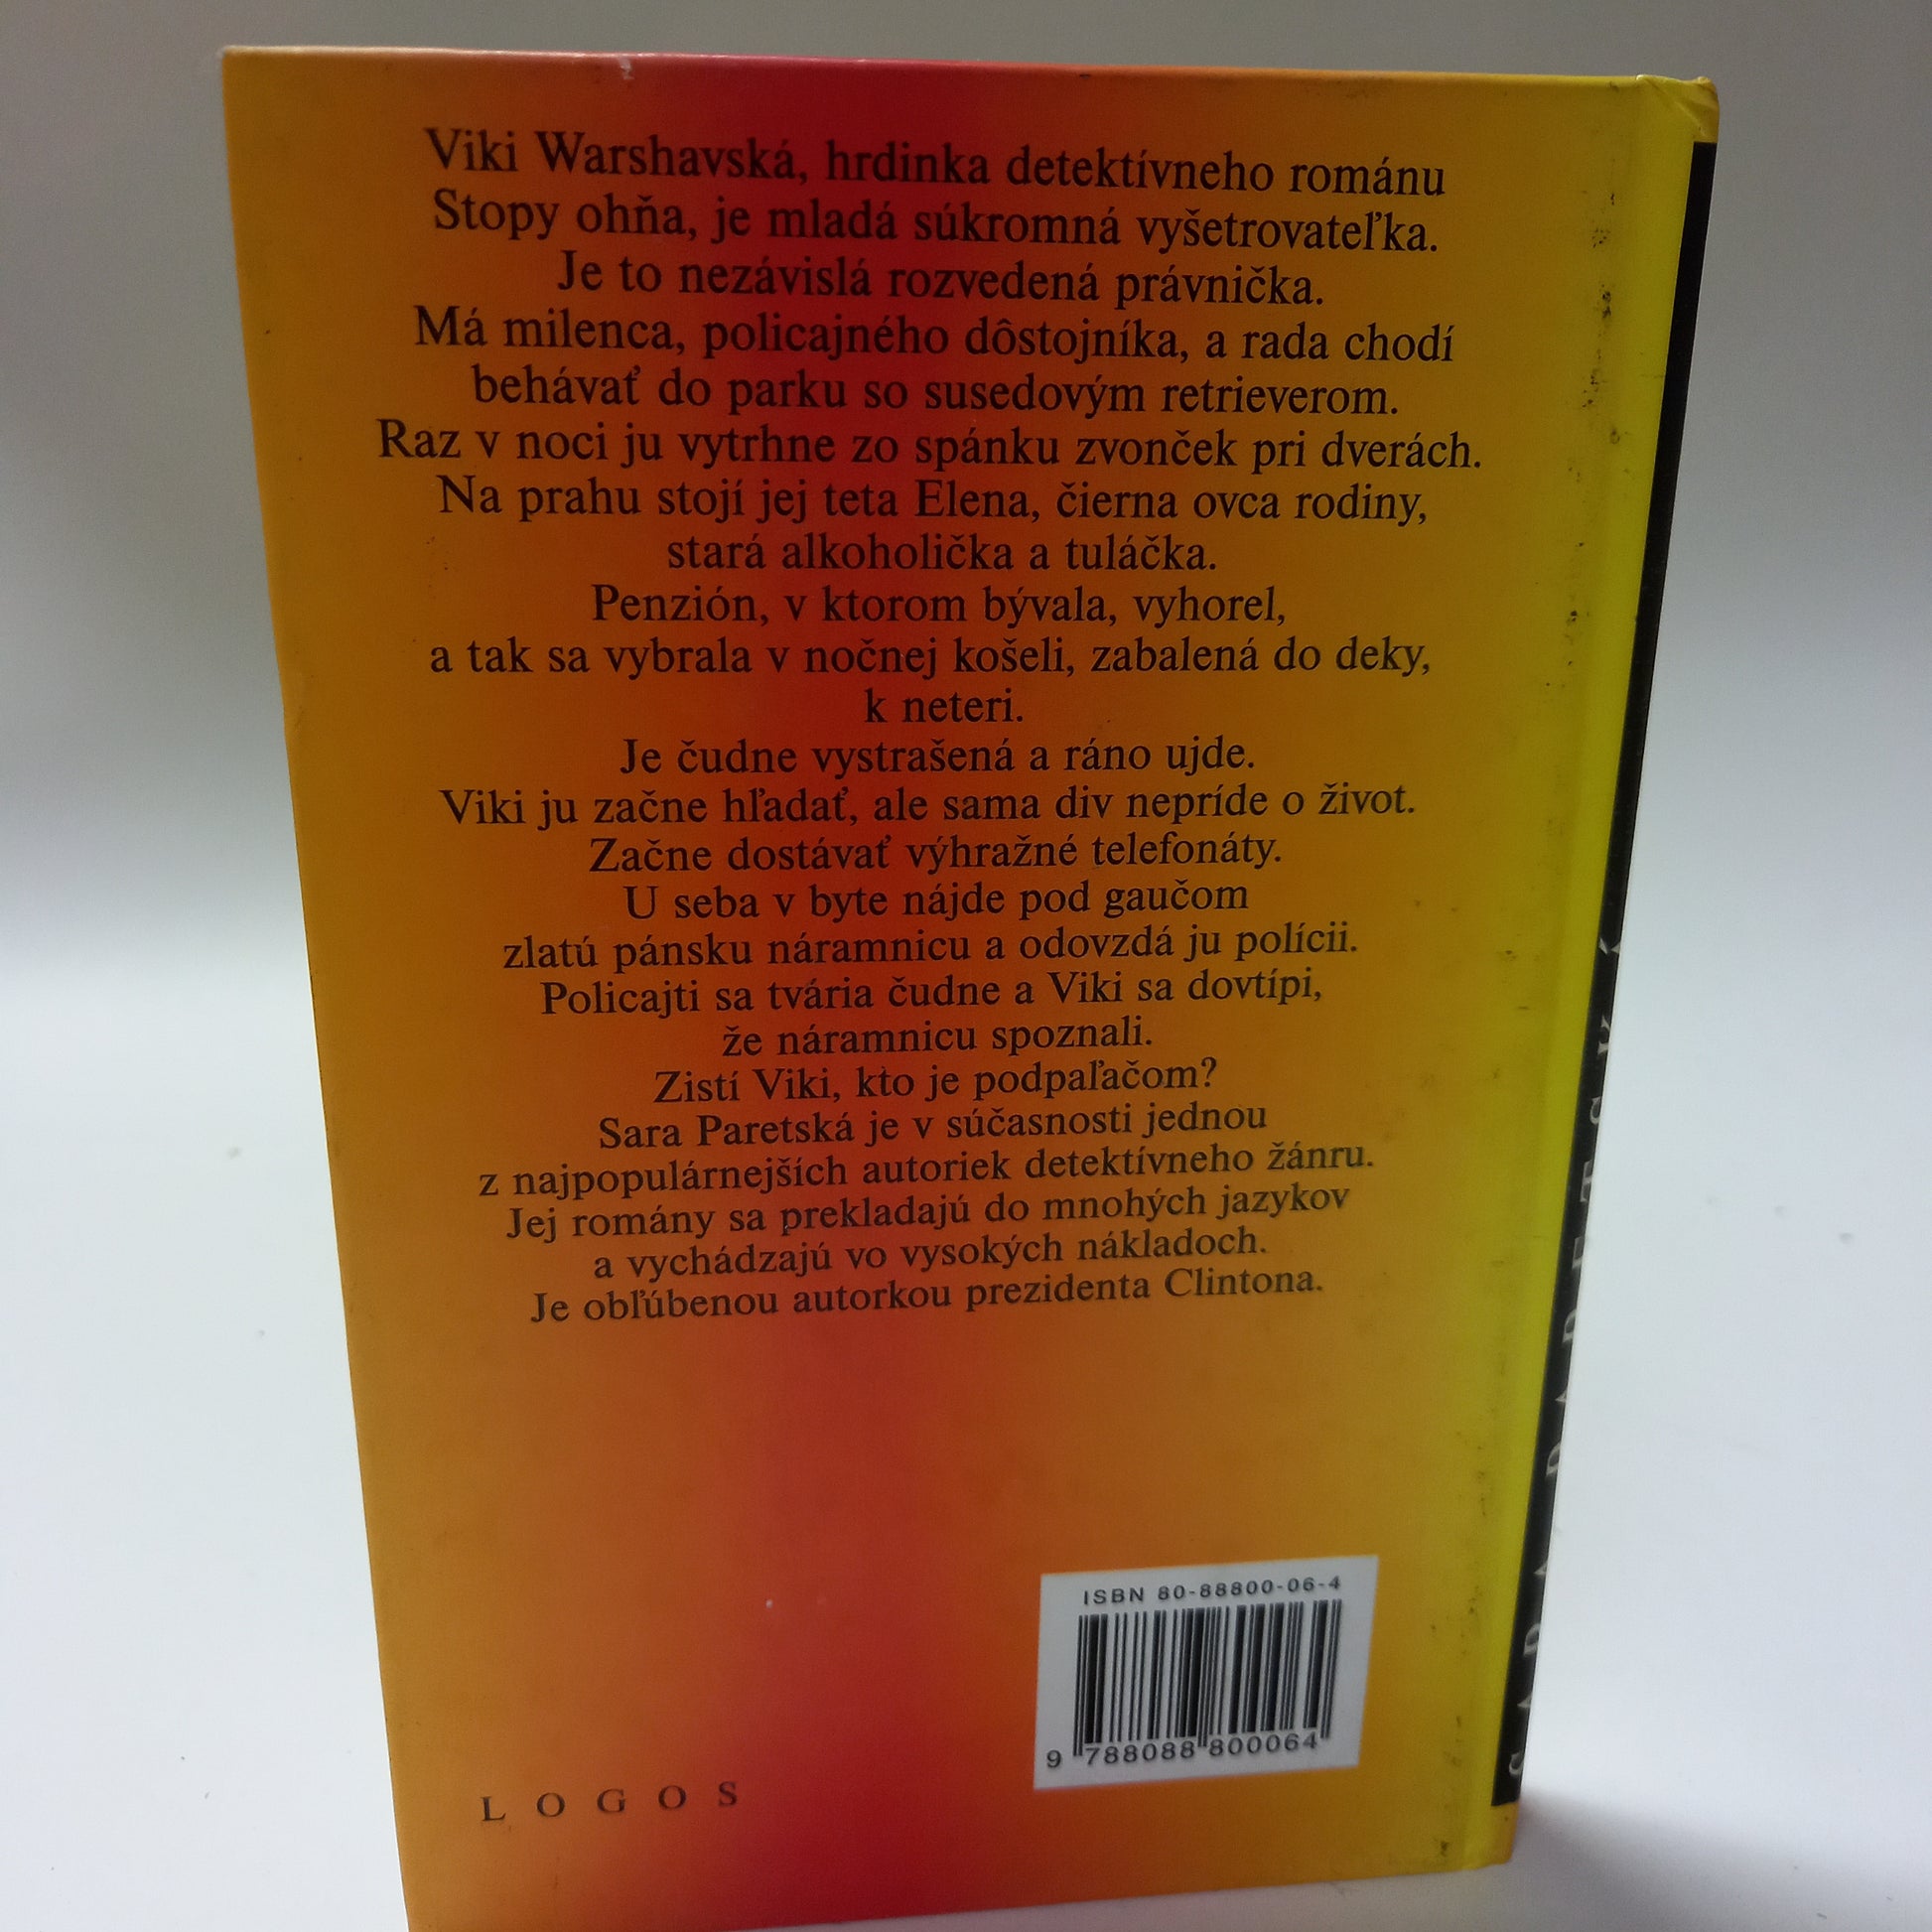 Viki Warshavská, hrdinka detektívneho románu
Stopy ohňa, je mladá súkromná vyšetrovateľka.
Je to nezávislá rozvedená právnička.
Má milenca, policajného dôstojníka, a rada chodí
behávať do parku so susedovým retrieverom.
Raz v noci ju vytrhne zo spánku zvonček pri dverách.
Na prahu stojí jej teta Elena, čierna ovca rodiny,
stará alkoholička a tuláčka.
Penzión, v ktorom bývala, vyhorel,
a tak sa vybrala v nočnej košeli, zabalená do deky,
k neteri.
Je čudne vystrašená a ráno ujde.
Viki ju začne hľadať, ale sama div nepríde o život.
Začne dostávať výhražné telefonáty.
U seba v byte nájde pod gaučom
zlatú pánsku náramnicu a odovzdá ju polícii.
Policajti sa tvária čudne a Viki sa dovtípi,
že náramnicu spoznali.
Zistí Viki, kto je podpaľačom?
Sara Paretská je v súčasnosti jednou
z najpopulárnejších autoriek detektívneho žánru.
Jej romány sa prekladajú do mnohých jazykov
a vychádzajú vo vysokých nákladoch.
Je obľúbenou autorkou prezidenta Clintona.
ISBN 80-88800-06-4
9 788088 800064
LOGOS
SARA PARETSKÁ